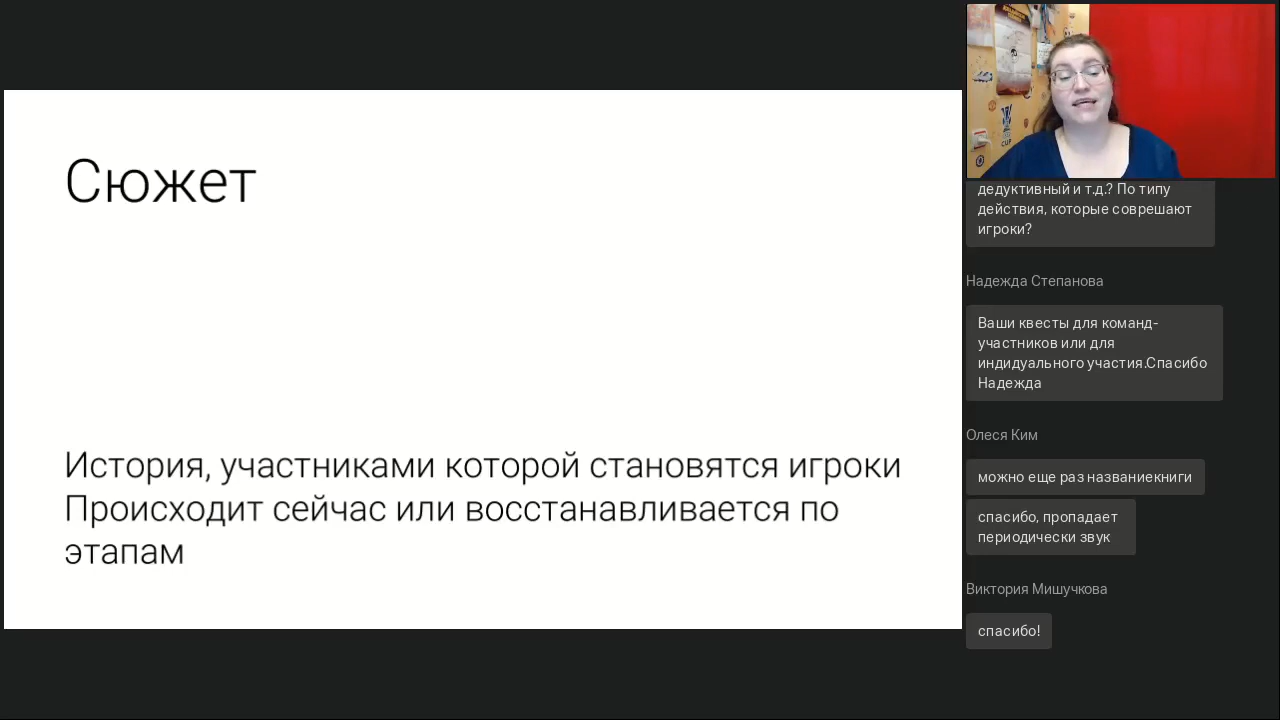 Сюжет
История, участниками которой становятся игроки
Происходит сейчас или восстанавливается по
этапам
CUP
дедуктивный и т.д.? По типу
действия, которые соврешают
игроки?
Надежда Степанова
Ваши квесты для команд-
участников или для
индидуального участия.Спасибо
Надежда
Олеся Ким
можно еще раз названиекниги
спасибо, пропадает
периодически звук
Виктория Мишучкова
спасибо!